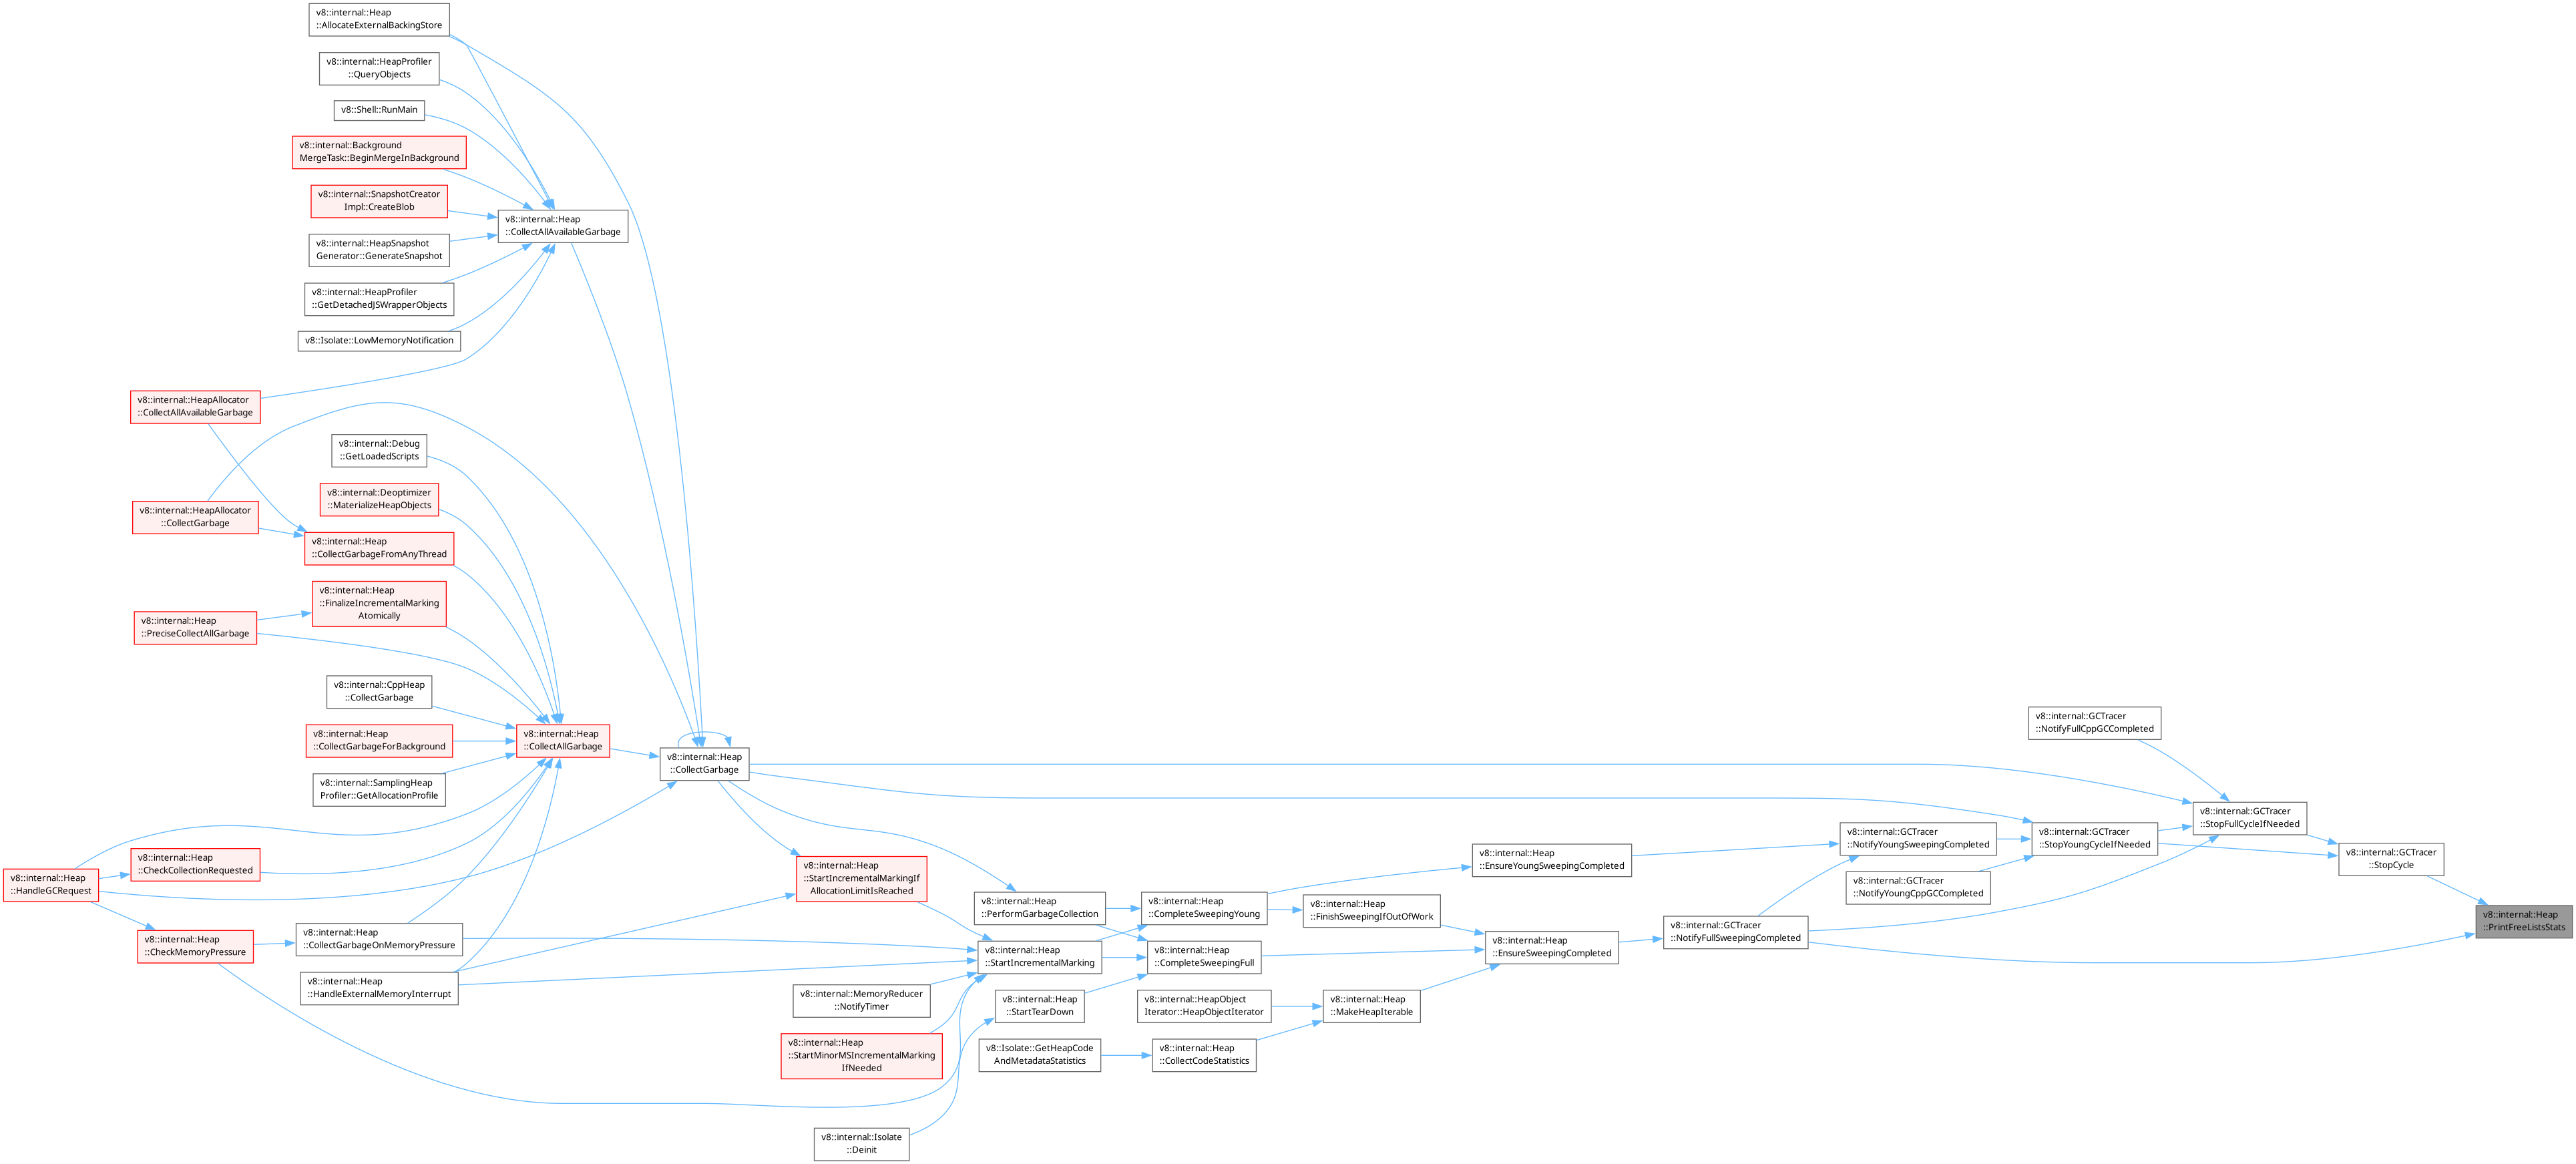 v8::internal::Heap
::AllocateExternalBackingStore
v8::internal::HeapProfiler
::QueryObjects
v8::Shell::RunMain
v8::internal::Background
MergeTask::BeginMergeInBackground
v8::internal::SnapshotCreator
Impl::CreateBlob
v8::internal::HeapSnapshot
Generator::GenerateSnapshot
v8::internal::HeapProfiler
::GetDetachedJSWrapperObjects
v8::Isolate::LowMemoryNotification
v8::internal::Heap
::CollectAllAvailableGarbage
v8::internal::HeapAllocator
::CollectAllAvailableGarbage
v8::internal::Debug
::GetLoadedScripts
v8::internal::Deoptimizer
::MaterializeHeapObjects
v8::internal::HeapAllocator
::CollectGarbage
v8::internal::Heap
::CollectGarbageFromAnyThread
v8::internal::Heap
::FinalizeIncrementalMarking
Atomically
v8::internal::Heap
::PreciseCollectAllGarbage
v8::internal::CppHeap
::CollectGarbage
v8::internal::Heap
::CollectGarbageForBackground
v8::internal::SamplingHeap
Profiler::GetAllocationProfile
v8::internal::Heap
::CollectAllGarbage
v8::internal::Heap
::CollectGarbage
v8::internal::Heap
::HandleGCRequest
v8::internal::Heap
::CheckCollectionRequested
v8::internal::Heap
::CheckMemoryPressure
v8::internal::Heap
::CollectGarbageOnMemoryPressure
v8::internal::Heap
::HandleExternalMemoryInterrupt
v8::internal::Heap
::StartIncrementalMarkingIf
AllocationLimitIsReached
v8::internal::MemoryReducer
::NotifyTimer
v8::internal::Heap
::StartMinorMSIncrementalMarking
IfNeeded
v8::internal::Isolate
::Deinit
v8::internal::Heap
::PerformGarbageCollection
v8::internal::Heap
::StartIncrementalMarking
v8::internal::Heap
::StartTearDown
v8::Isolate::GetHeapCode
AndMetadataStatistics
v8::internal::Heap
::CompleteSweepingYoung
v8::internal::Heap
::CompleteSweepingFull
v8::internal::HeapObject
Iterator::HeapObjectIterator
v8::internal::Heap
::CollectCodeStatistics
v8::internal::Heap
::FinishSweepingIfOutOfWork
v8::internal::Heap
::MakeHeapIterable
v8::internal::Heap
::EnsureYoungSweepingCompleted
v8::internal::Heap
::EnsureSweepingCompleted
v8::internal::GCTracer
::NotifyFullSweepingCompleted
v8::internal::GCTracer
::NotifyYoungSweepingCompleted
v8::internal::GCTracer
::NotifyYoungCppGCCompleted
v8::internal::GCTracer
::NotifyFullCppGCCompleted
v8::internal::GCTracer
::StopYoungCycleIfNeeded
v8::internal::GCTracer
::StopFullCycleIfNeeded
v8::internal::GCTracer
::StopCycle
v8::internal::Heap
::PrintFreeListsStats